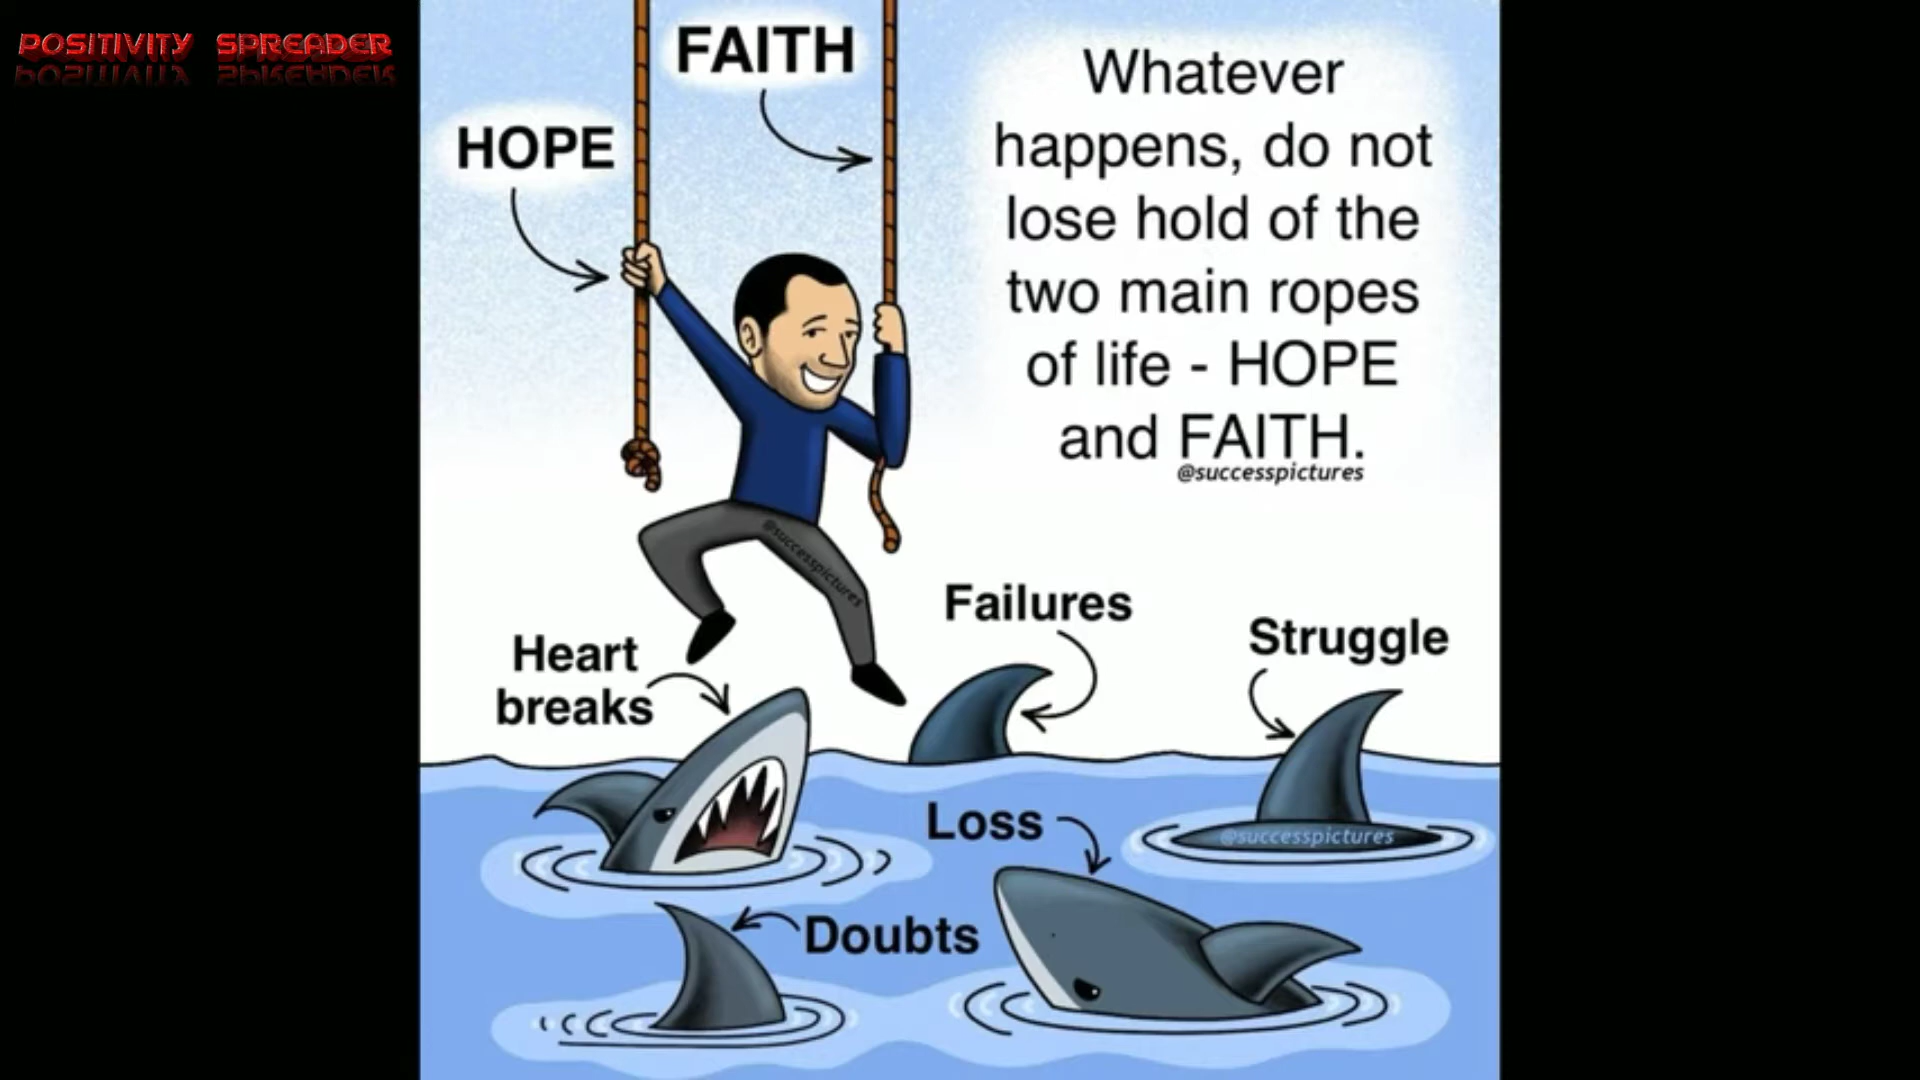 POSITIVITY SPREADER
FAITH
HOPE
Whatever
happens, do not
lose hold of the
two main ropes
of life - HOPE
and FAITH.
@successpictures
@successpictures
Failures
Struggle
Heart
breaks
Loss
@successpictures
Doubts